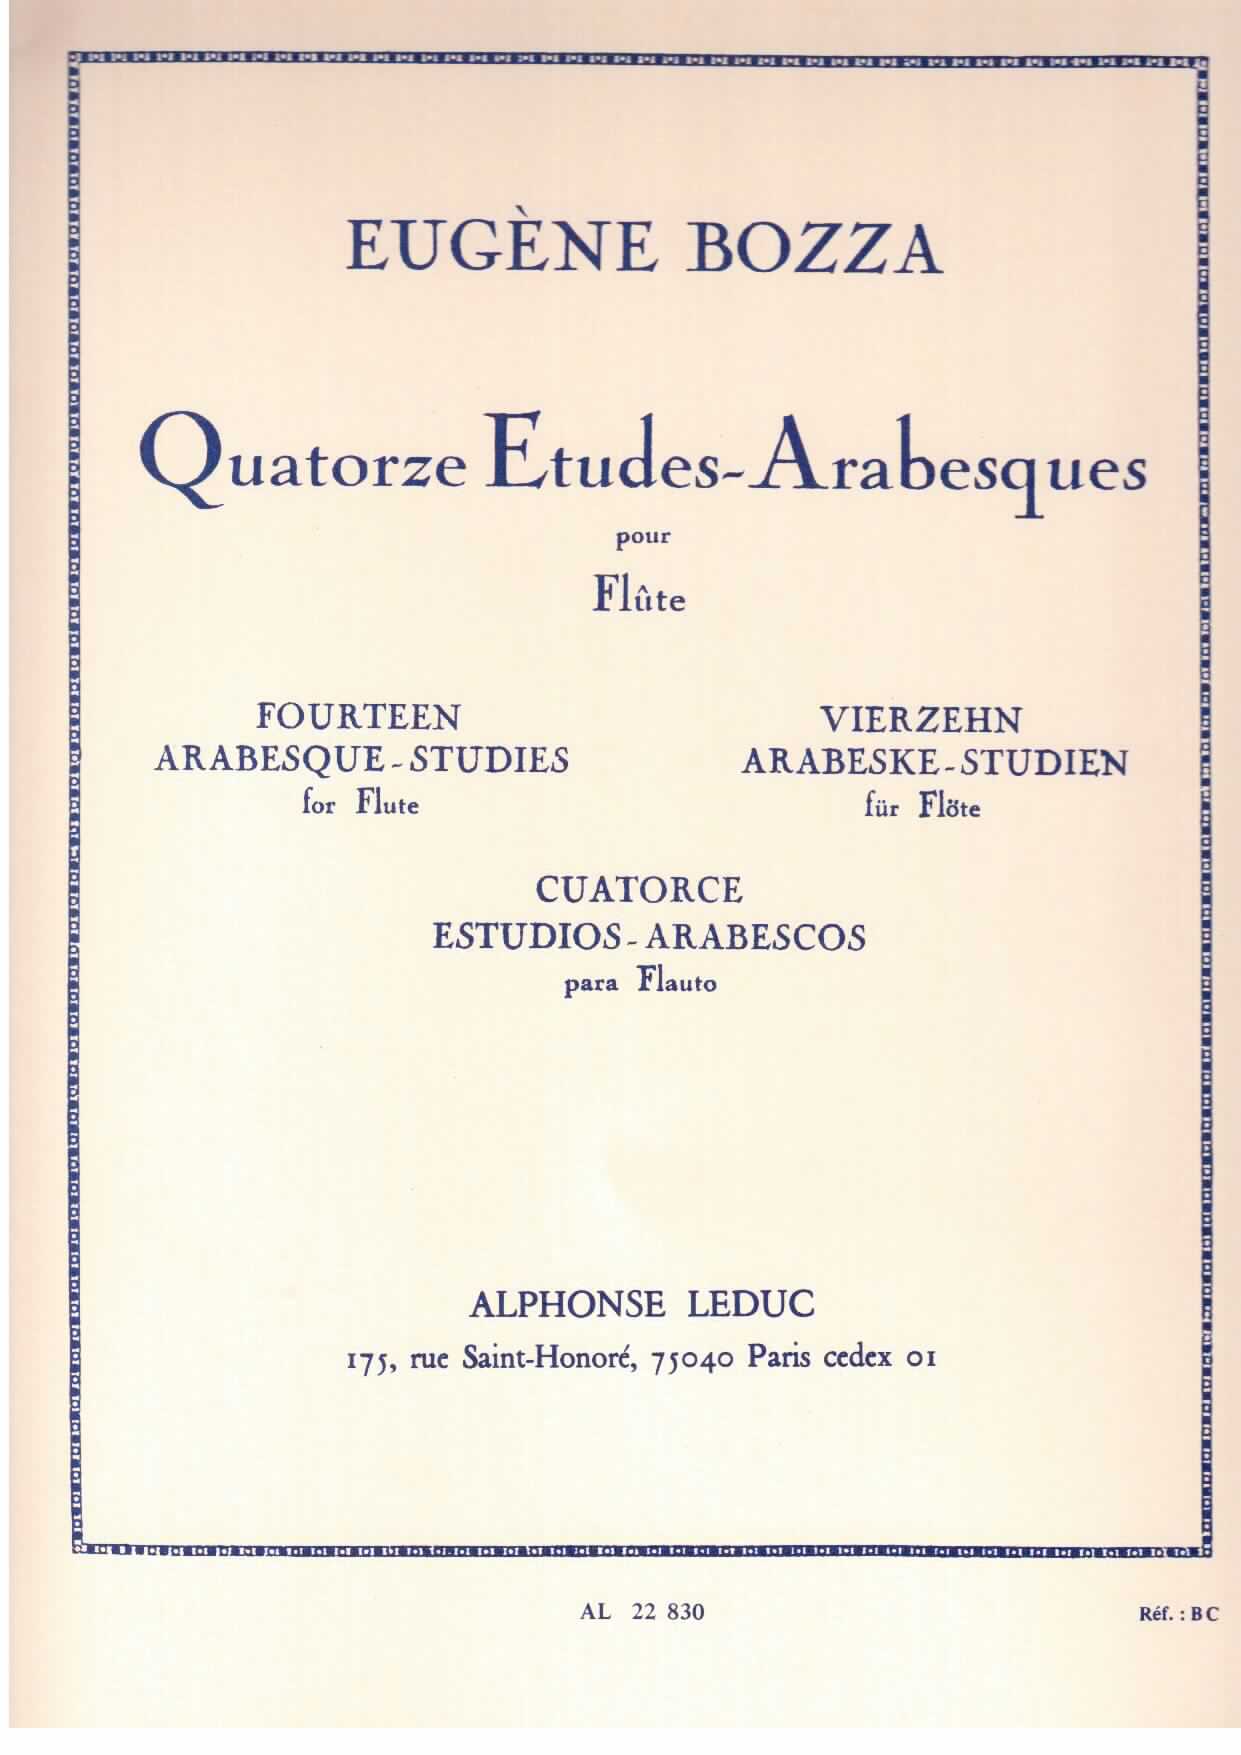 EUGÈNE BOZZA
Quatorze Etudes-Arabesques
pour
Flûte
FOURTEEN
ARABESQUE-STUDIES
for Flute
VIERZEHN
ARABESKE-STUDIEN
für Flöte
CUATORCE
ESTUDIOS-ARABESCOS
para Flauto
ALPHONSE LEDUC
175, rue Saint-Honoré, 75040 Paris cedex 01
AL 22 830
Réf. : B C